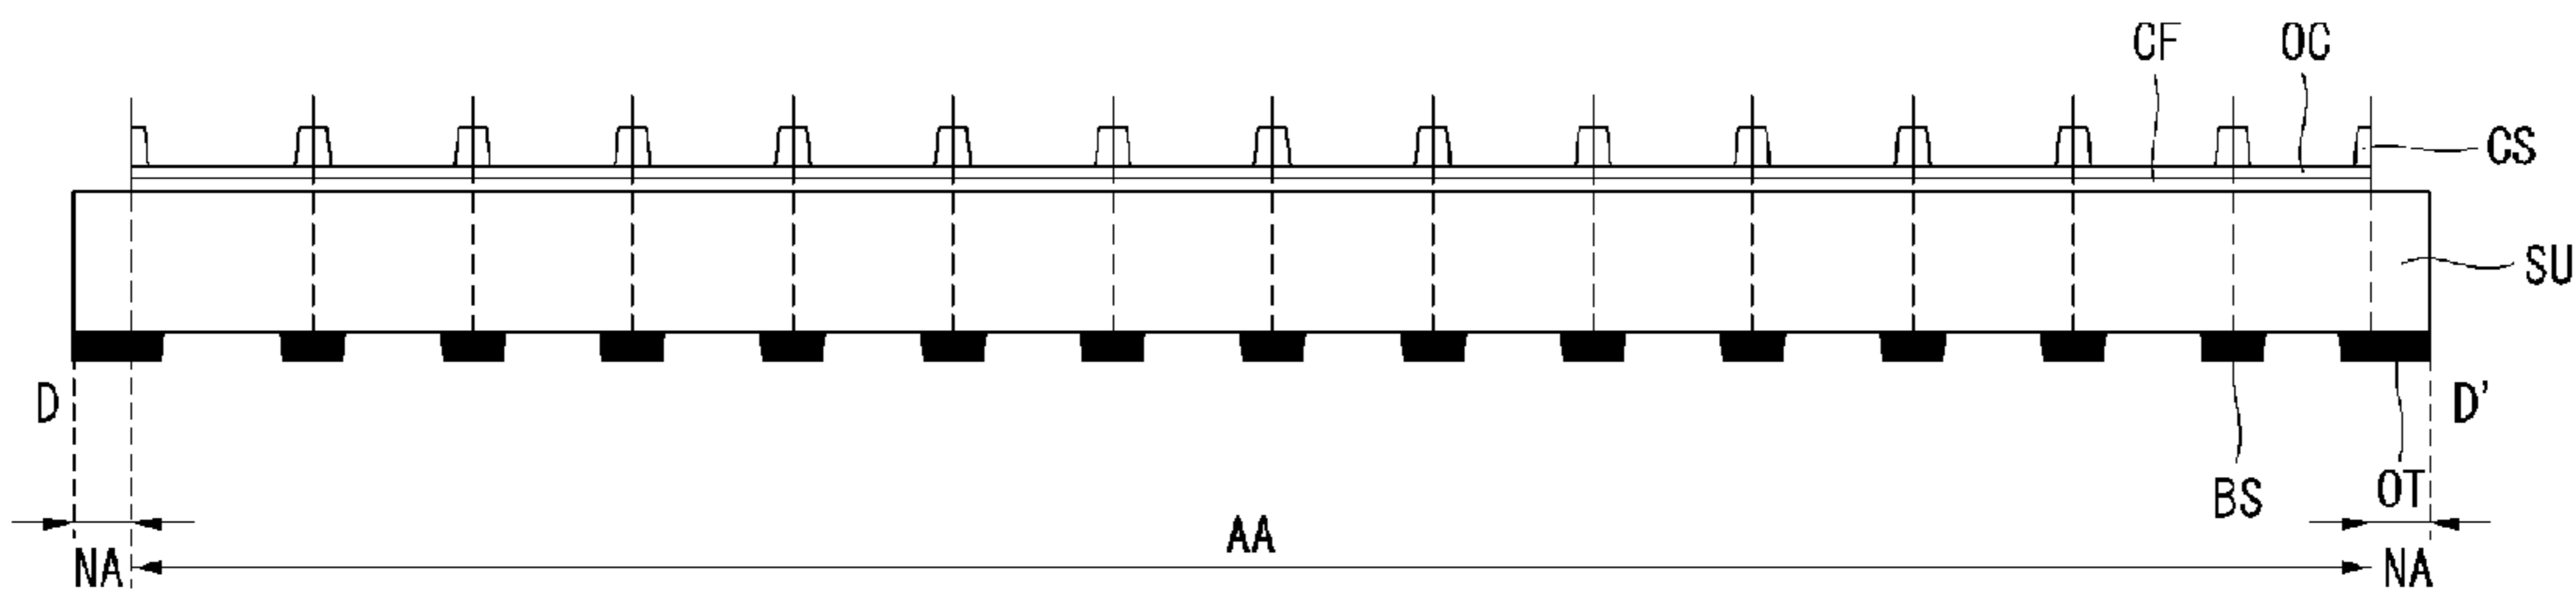 CF OC
CS
SU
D D'
OT
BS
AA
NA NA